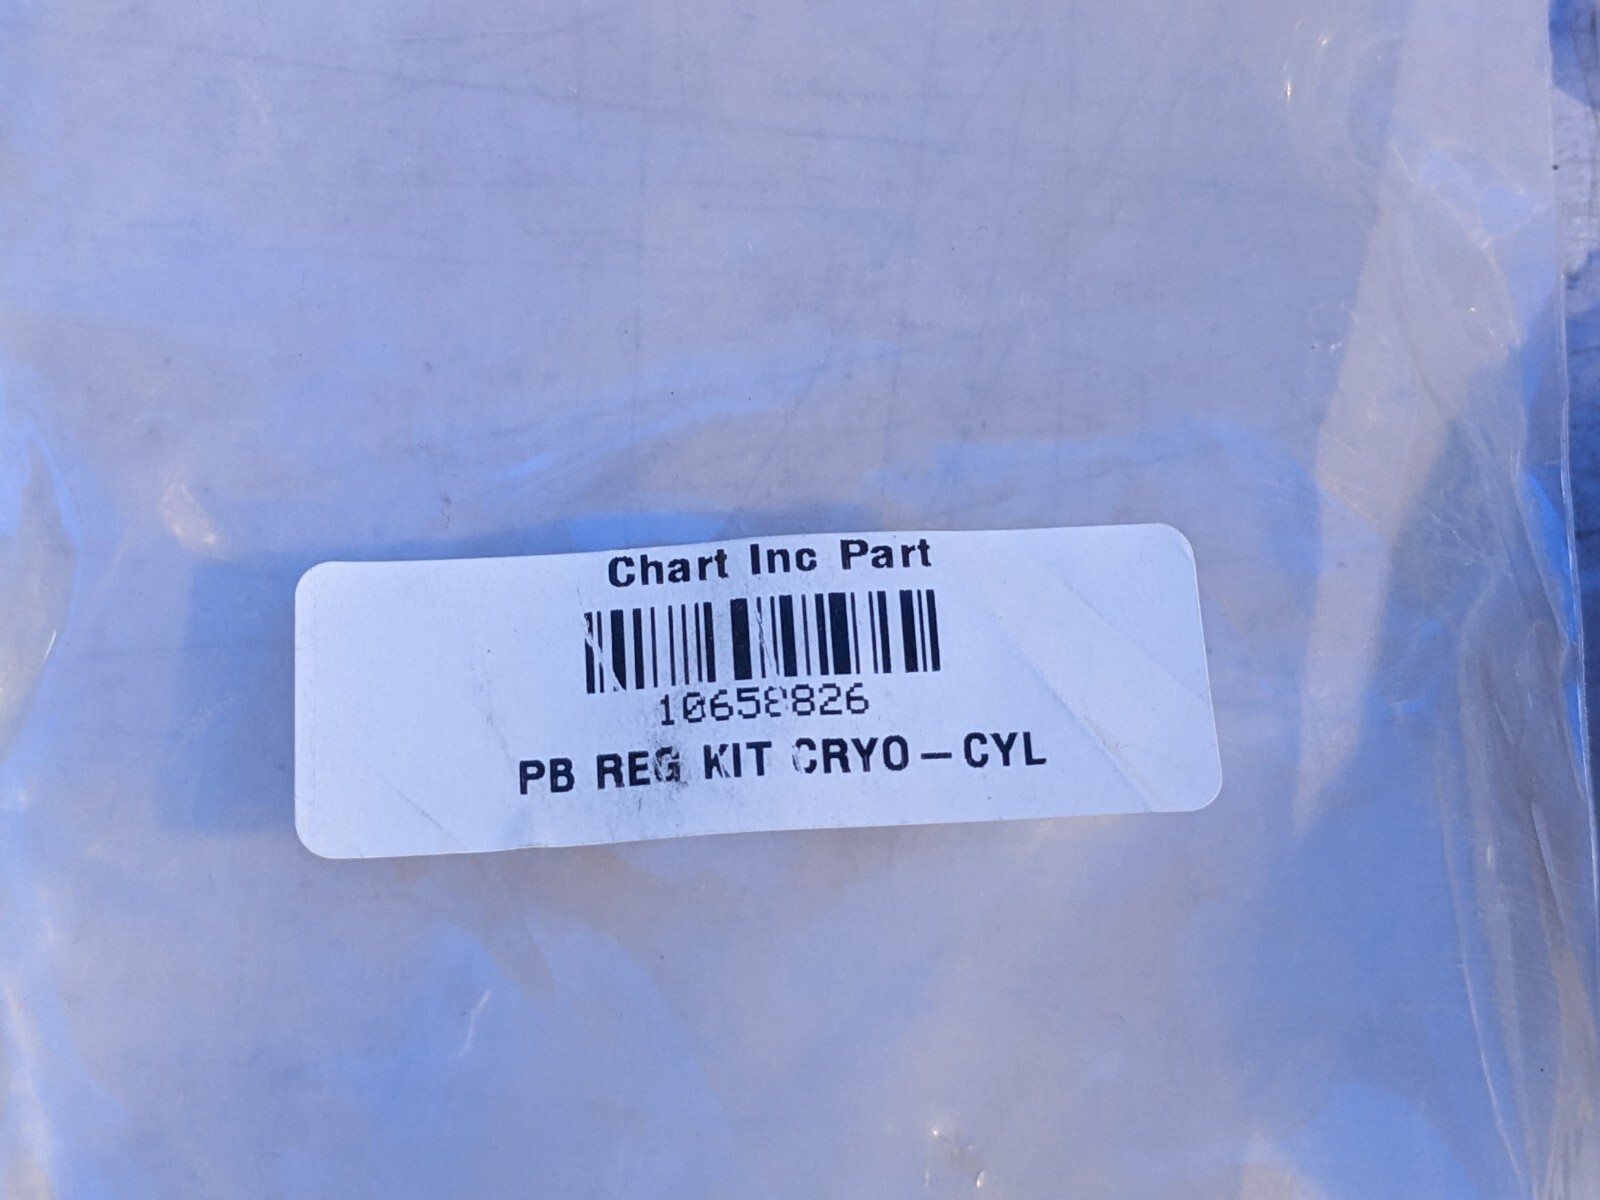 Chart Inc Part
10658826
PB REG KIT CRYO-CYL